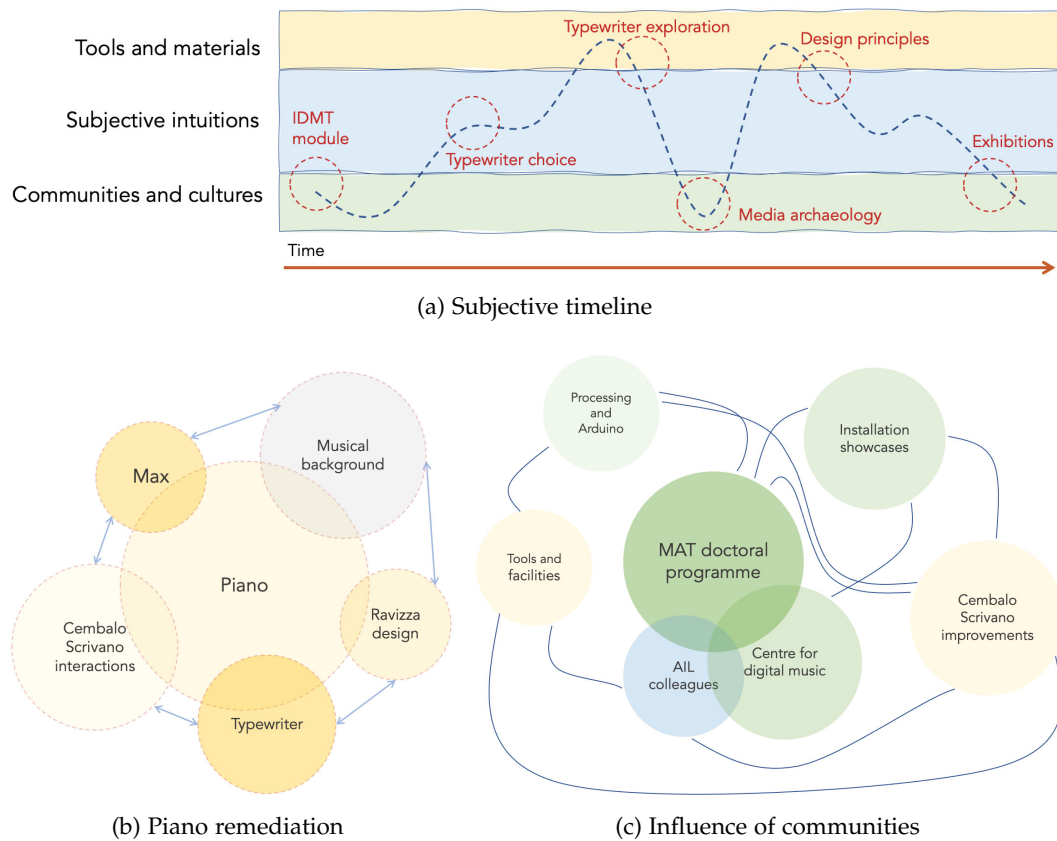 Tools and materials
Subjective intuitions
Communities and cultures
Typewriter exploration
Design principles
IDMT
module
Typewriter choice
Exhibitions
Media archaeology
Time
(a) Subjective timeline
Max
Musical
background
Piano
Cembalo
Scrivano
interactions
Ravizza
design
Typewriter
(b) Piano remediation
Processing
and
Arduino
Installation
showcases
MAT doctoral
programme
Tools and
facilities
Cembalo
Scrivano
improvements
AIL
colleagues
Centre for
digital music
(c) Influence of communities